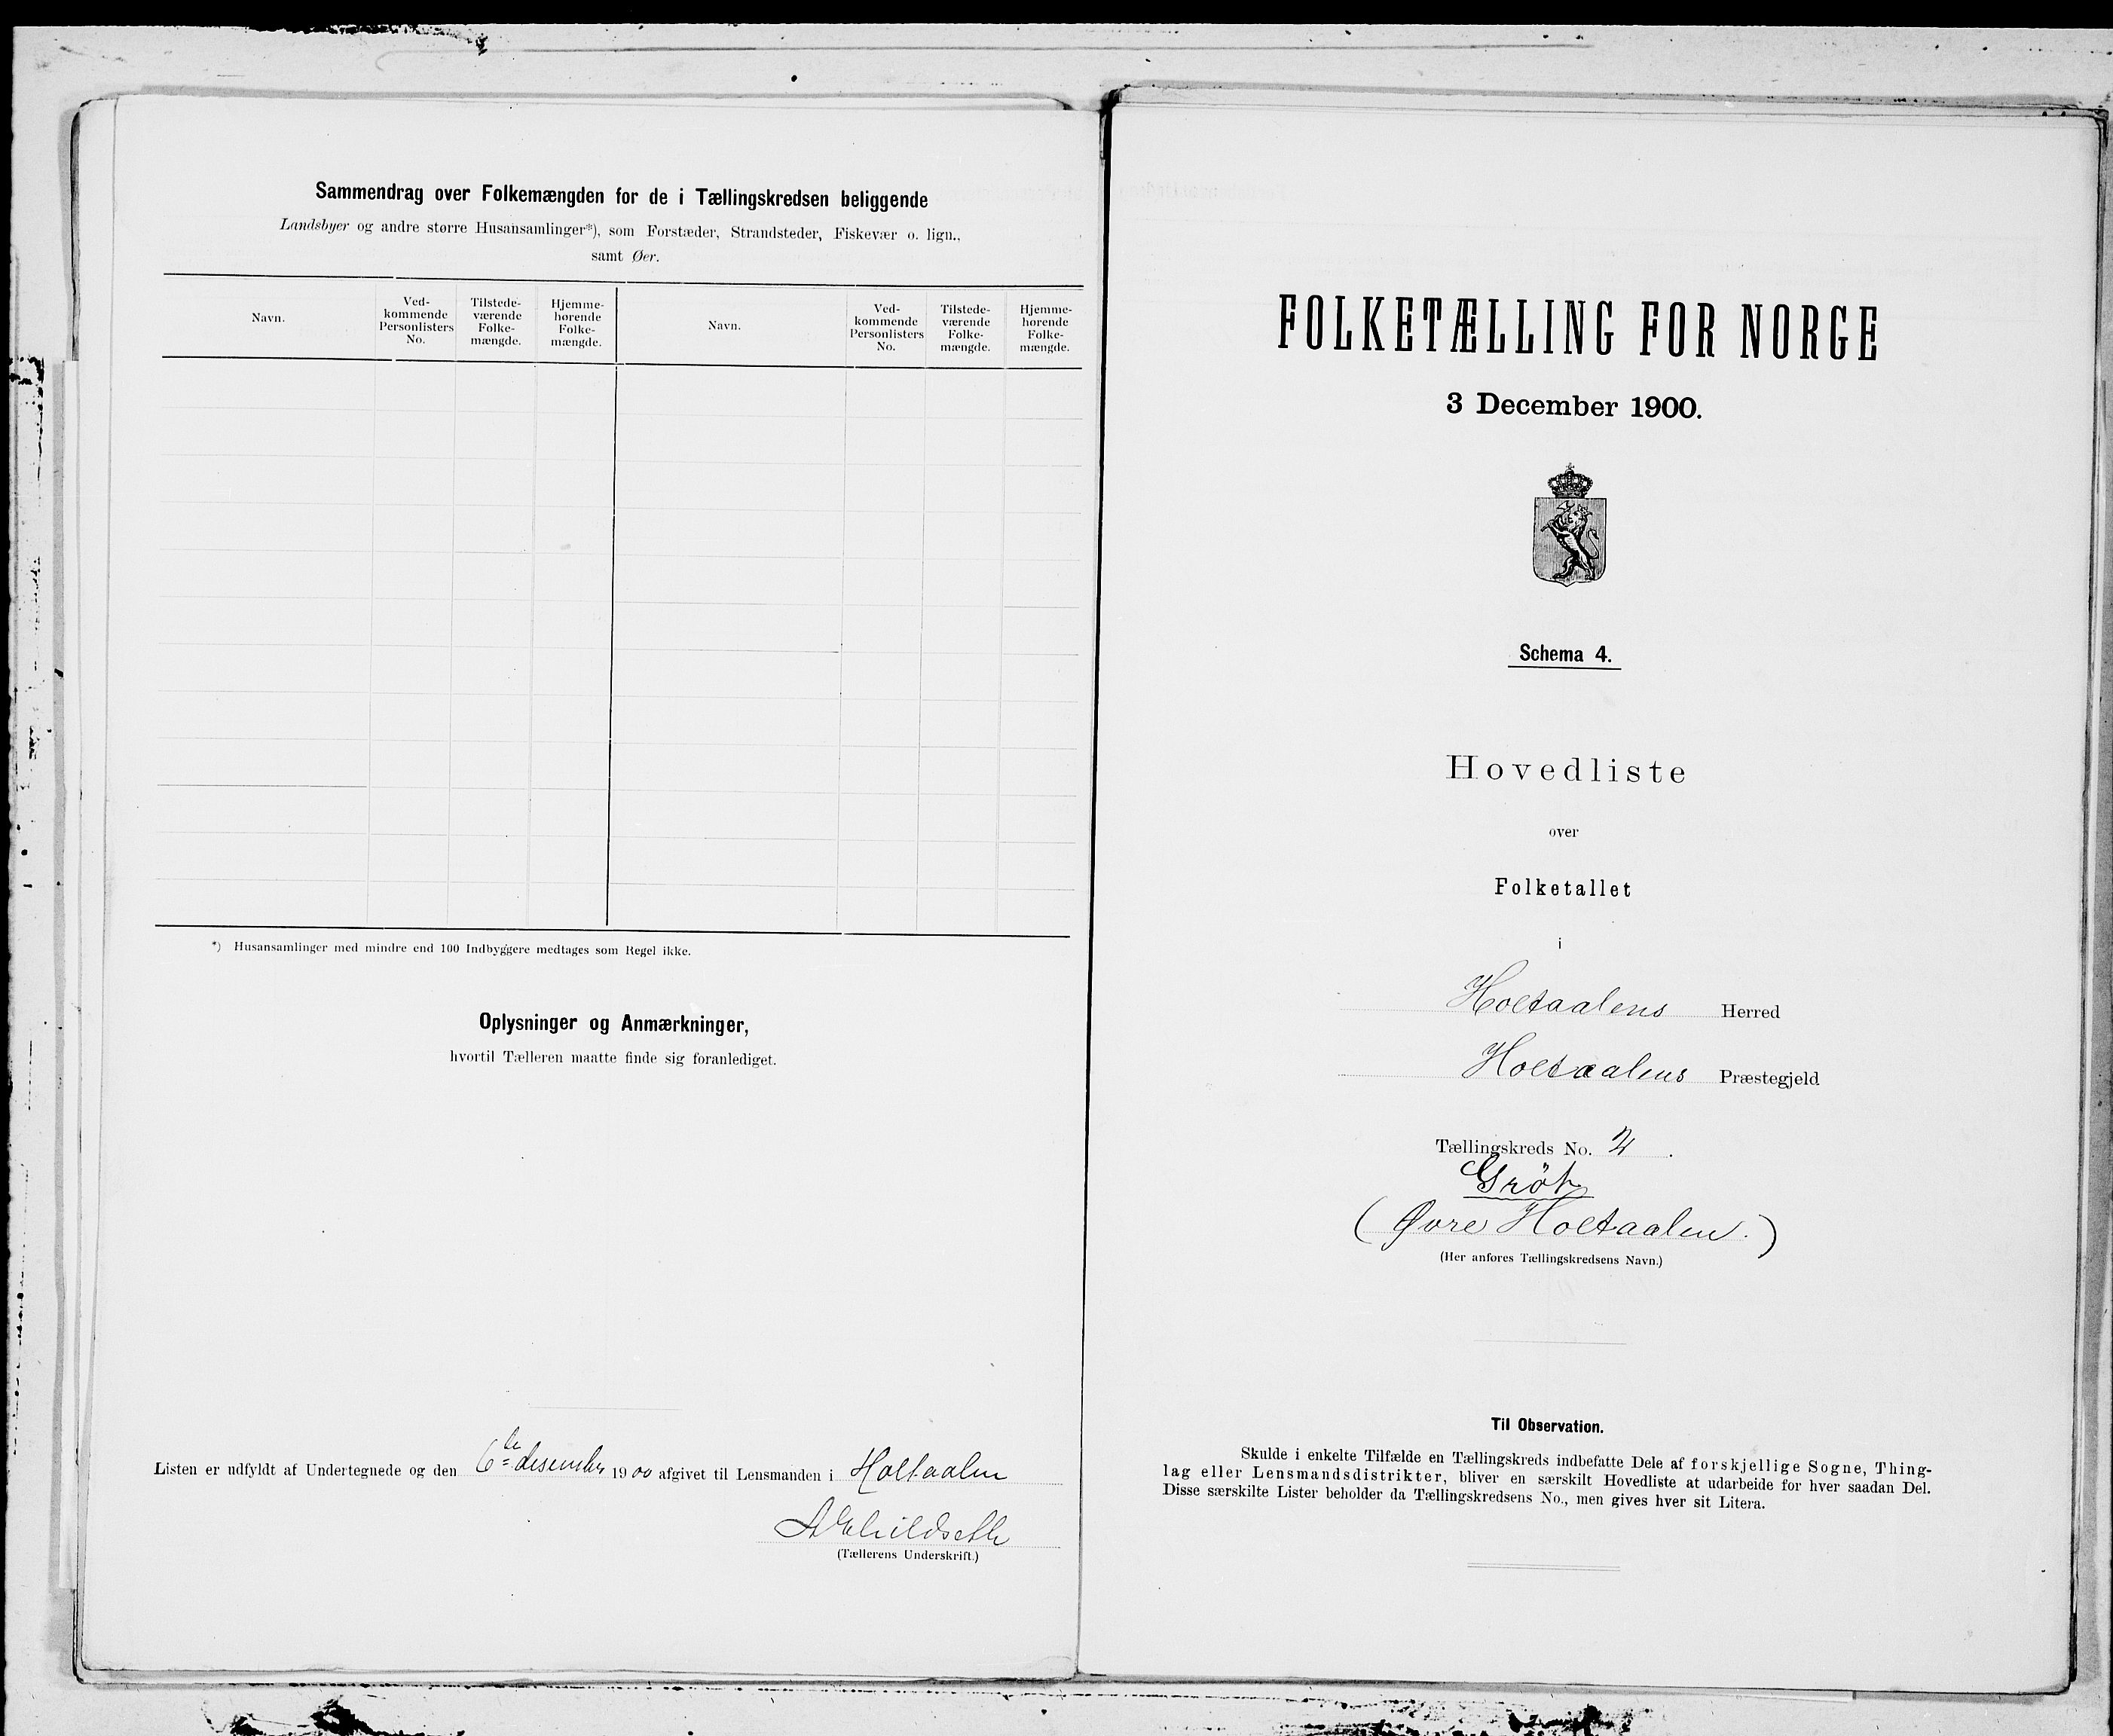 Sammendrag over Folkemængden for de i Tællingskredsen beliggende
Landsbyer og andre større Husansamlinger*), som Forstæder, Strandsteder, Fiskevær o. lign.,
samt Øer.
Navn.
Ved-
kommende
Personlisters
No.
Tilstede-
værende
Folke-
mængde.
Hjemme-
hørende
Folke-
mængde.
Navn.
Ved-
kommende
Personlisters
No.
Tilstede-
værende
Folke-
mængde.
Hjemme-
hørende
Folke-
mængde.
*) Husansamlinger med mindre end 100 Indbyggere medtages som Regel ikke.
Oplysninger og Anmærkninger,
hvortil Tælleren maatte finde sig foranlediget.
Listen er udfyldt af Undertegnede og den 6te desember 1900 afgivet til Lensmanden i Holtaalen
(Tællerens Underskrift.)
FOLKETÆLLING FOR NORGE
3 December 1900.
Schema 4.
Hovedliste
over
Folketallet
i
Holtaalens Herred
Holtaalens Præstegjeld
Tællingskreds No.
Grøt
(Øvre Holtaalen.)
(Her anføres Tællingskredsens Navn.)
Til Observation.
Skulde i enkelte Tilfælde en Tællingskreds indbefatte Dele af forskjellige Sogne, Thing-
lag eller Lensmandsdistrikter, bliver en særskilt Hovedliste at udarbeide for hver saadan Del.
Disse særskilte Lister beholder da Tællingskredsens No., men gives hver sit Litera.